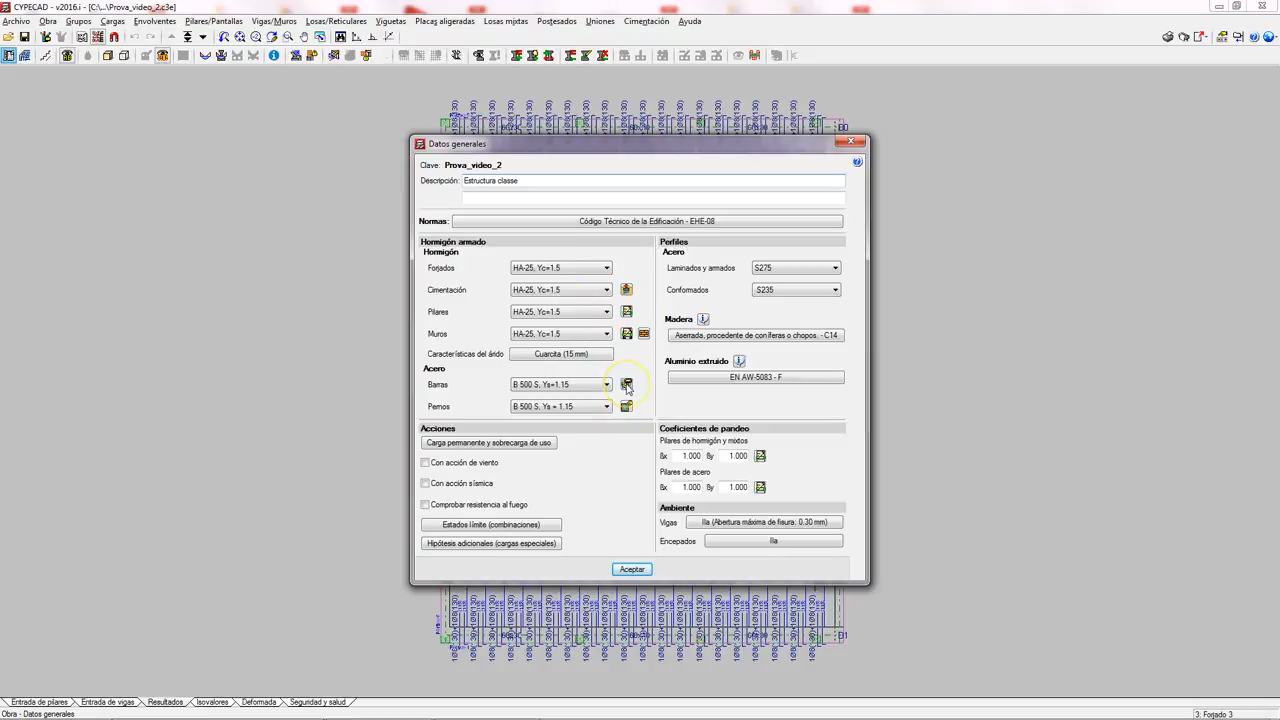 CYPECAD - v2016.i - [C:\...\Prova_video_2.c3e]
Archivo Obra Grupos Cargas Envolventes Pilares/Pantallas Vigas/Muros Losas/Reticulares Viguetas Placas aligeradas Losas mixtas Postesados Uniones Cimentación Ayuda
Datos generales
Clave: Prova_video_2
Descripción: Estructura classe
Normas: Código Técnico de la Edificación - EHE-08
Hormigón armado
Hormigón
Forjados HA-25, Yc=1.5
Cimentación HA-25, Yc=1.5
Pilares HA-25, Yc=1.5
Muros HA-25, Yc=1.5
Características del árido Cuarcita (15 mm)
Acero
Barras B 500 S, Ys=1.15
Pernos B 500 S, Ys = 1.15
Perfiles
Acero
Laminados y armados S275
Conformados S235
Madera
Aserrada, procedente de coníferas o chopos. - C14
Aluminio extruido
EN AW-5083 - F
Acciones
Carga permanente y sobrecarga de uso
Con acción de viento
Con acción sísmica
Comprobar resistencia al fuego
Estados límite (combinaciones)
Hipótesis adicionales (cargas especiales)
Coeficientes de pandeo
Pilares de hormigón y mixtos
βx 1.000 βy 1.000
Pilares de acero
βx 1.000 βy 1.000
Ambiente
Vigas IIa (Abertura máxima de fisura: 0.30 mm)
Encepados IIa
Aceptar
Entrada de pilares Entrada de vigas Resultados Isovalores Deformada Seguridad y salud
Obra - Datos generales
3: Forjado 3